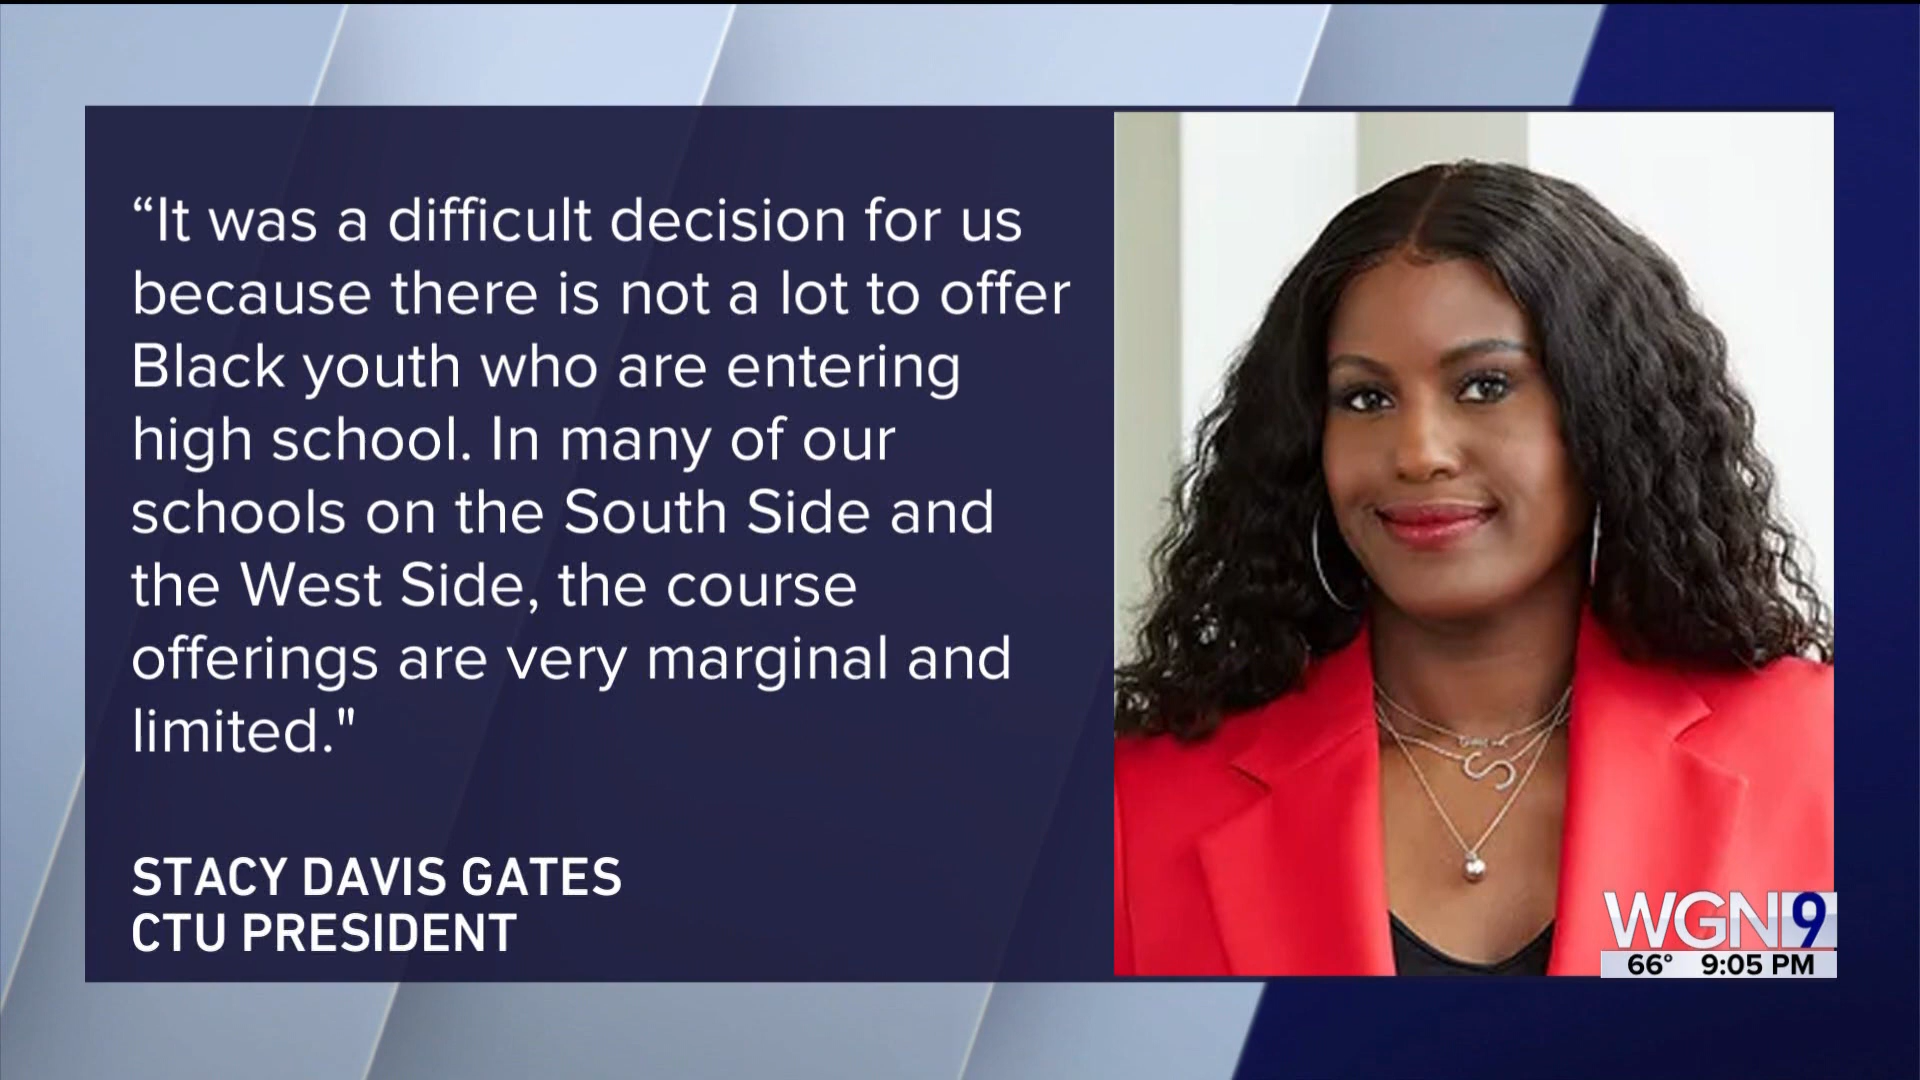 “It was a difficult decision for us
because there is not a lot to offer
Black youth who are entering
high school. In many of our
schools on the South Side and
the West Side, the course
offerings are very marginal and
limited."
STACY DAVIS GATES
CTU PRESIDENT
WGN9
66° 9:05 PM